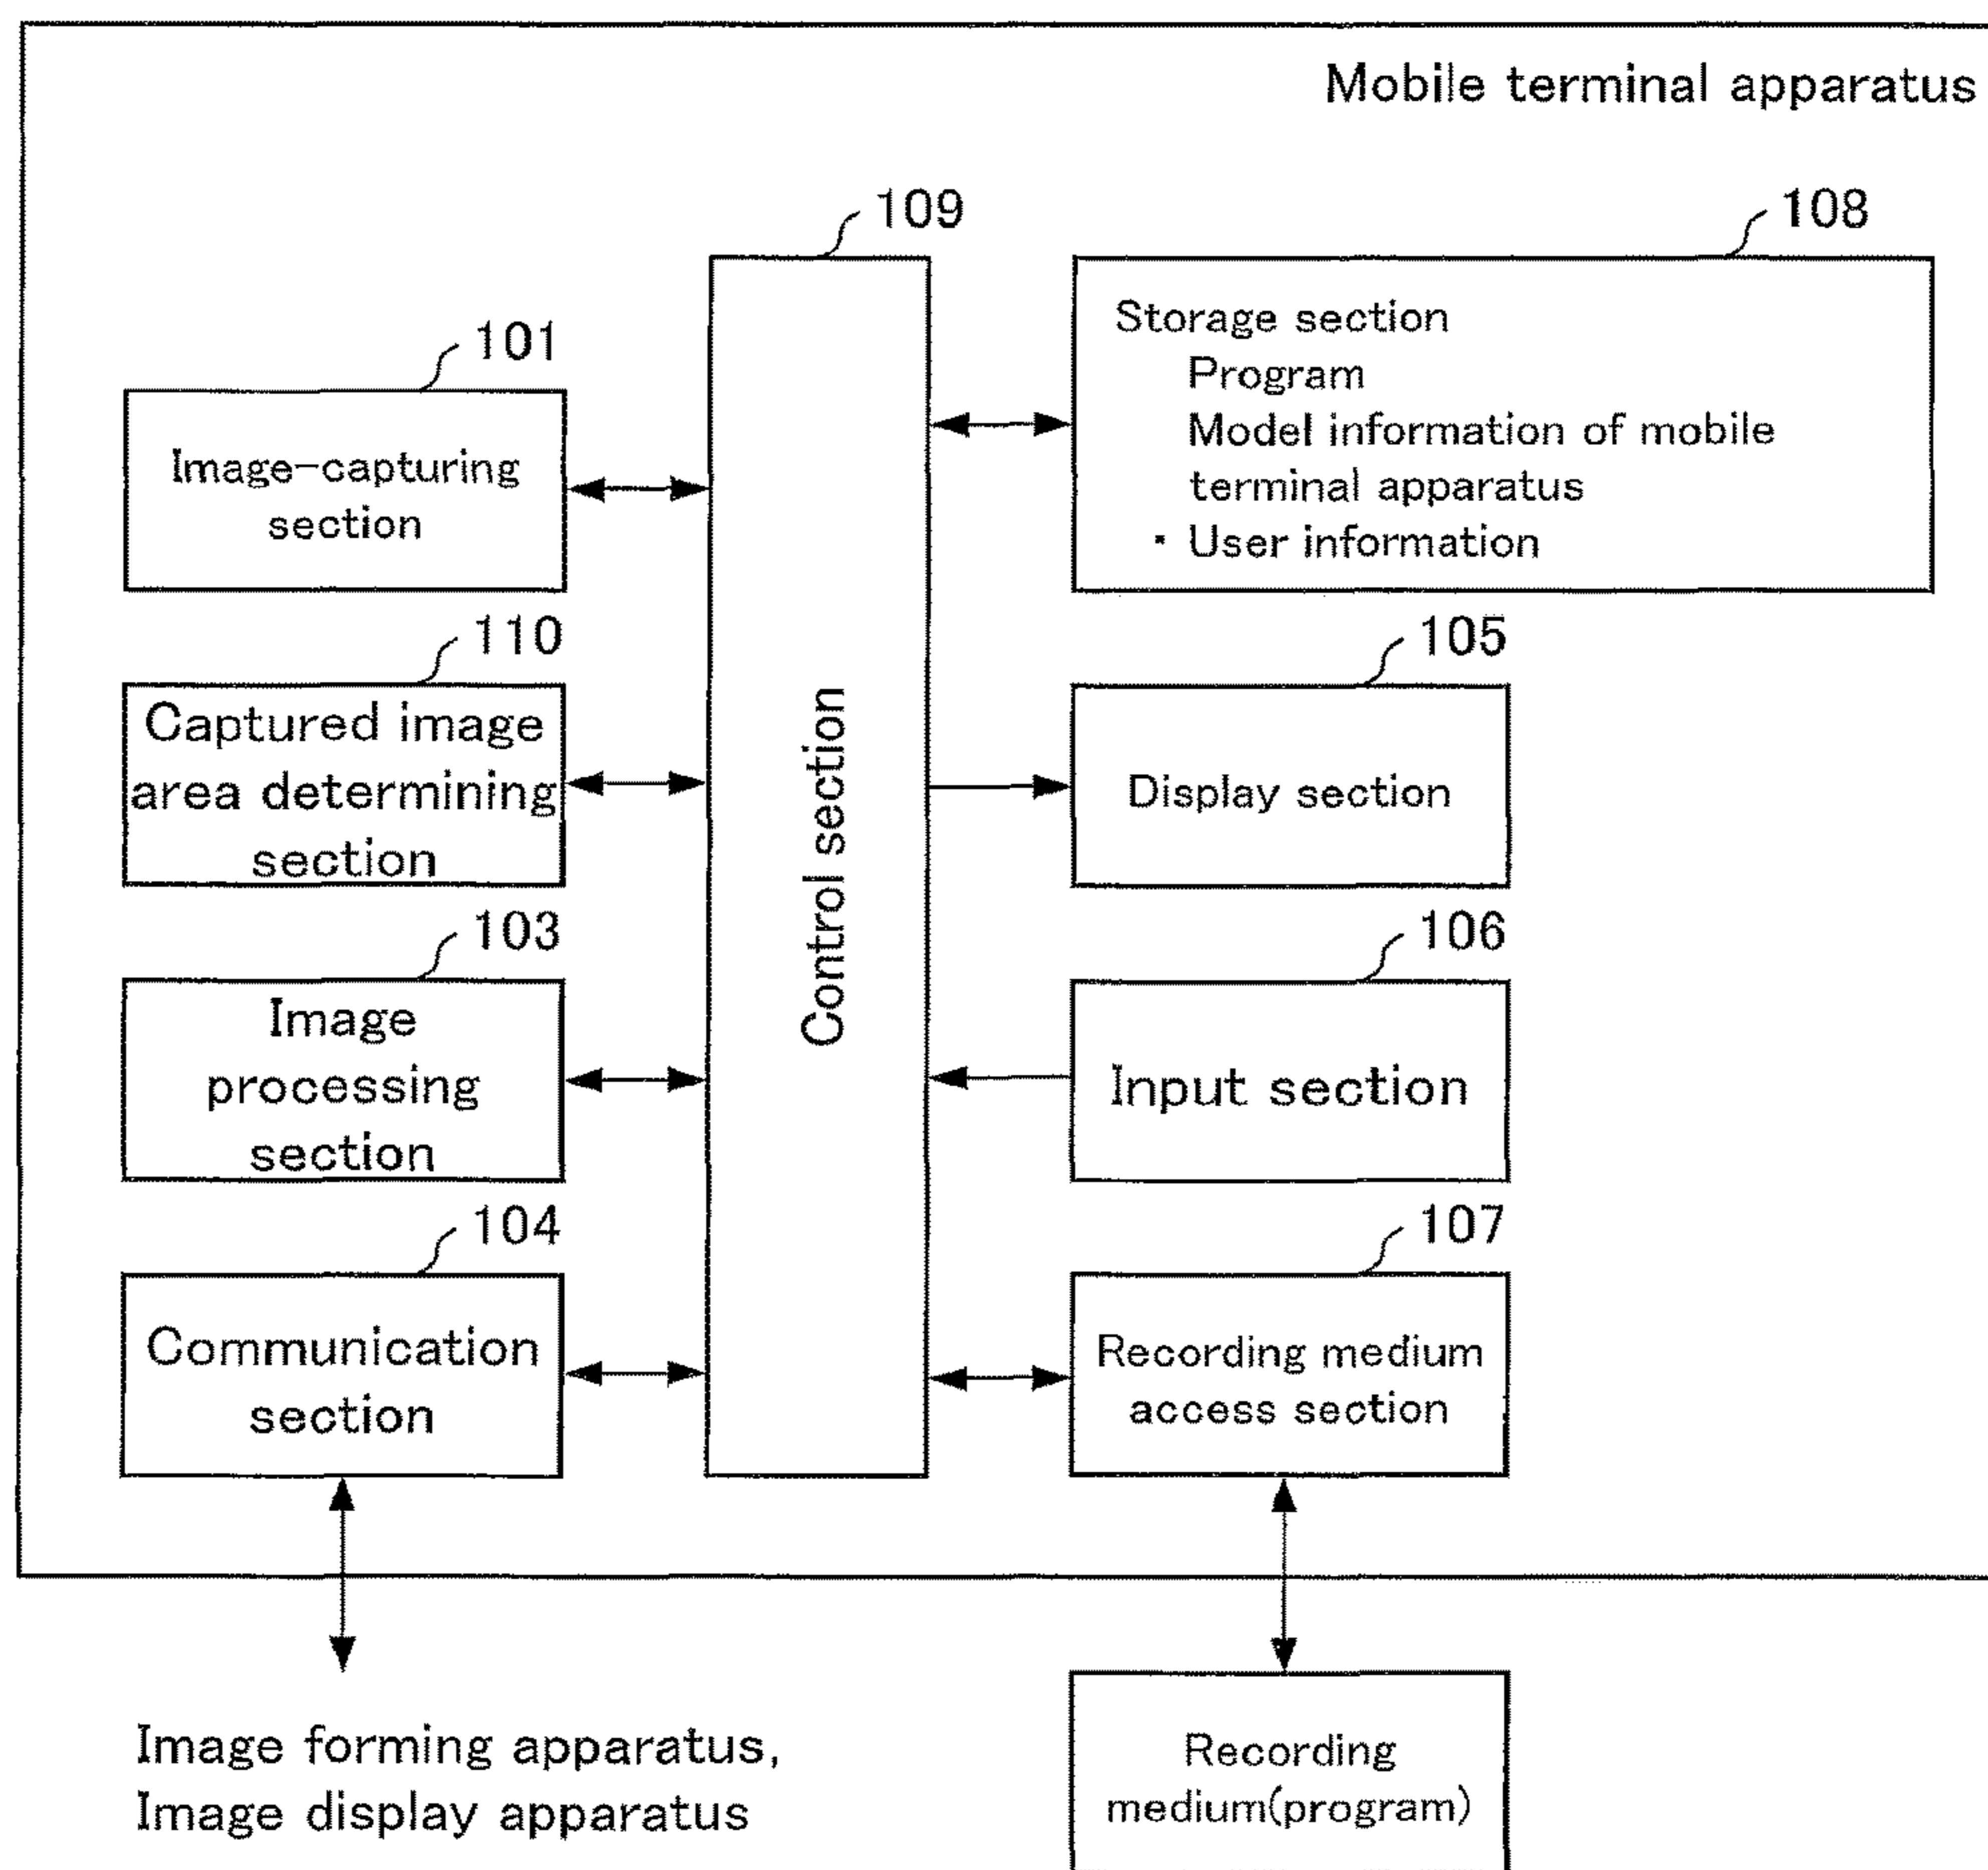 Mobile terminal apparatus
109
108
Storage section
Program
Model information of mobile
terminal apparatus
・ User information
101
Image-capturing
section
110
Captured image
area determining
section
105
Display section
Control section
103
Image
processing
section
106
Input section
104
Communication
section
107
Recording medium
access section
Image forming apparatus,
Image display apparatus
Recording
medium(program)